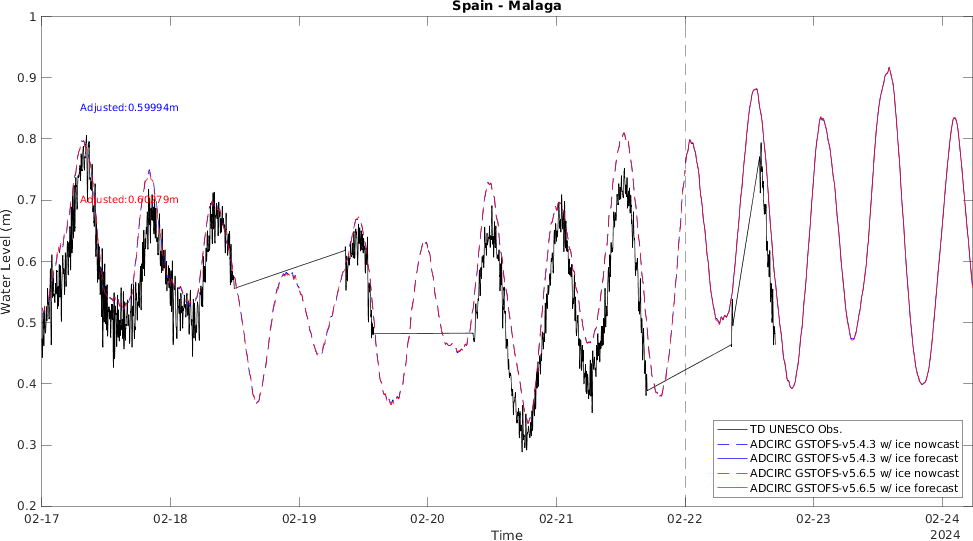 Spain - Malaga
1
0.9
0.8
0.7
0.6
0.5
0.4
0.3
0.2
Water Level (m)
Adjusted:0.59994m
TD UNESCO Obs.
ADCIRC GSTOFS-v5.4.3 w/ ice nowcast
ADCIRC GSTOFS-v5.4.3 w/ ice forecast
ADCIRC GSTOFS-v5.6.5 w/ ice nowcast
ADCIRC GSTOFS-v5.6.5 w/ ice forecast
02-17 02-18 02-19 02-20 02-21 02-22 02-23 02-24
Time
2024